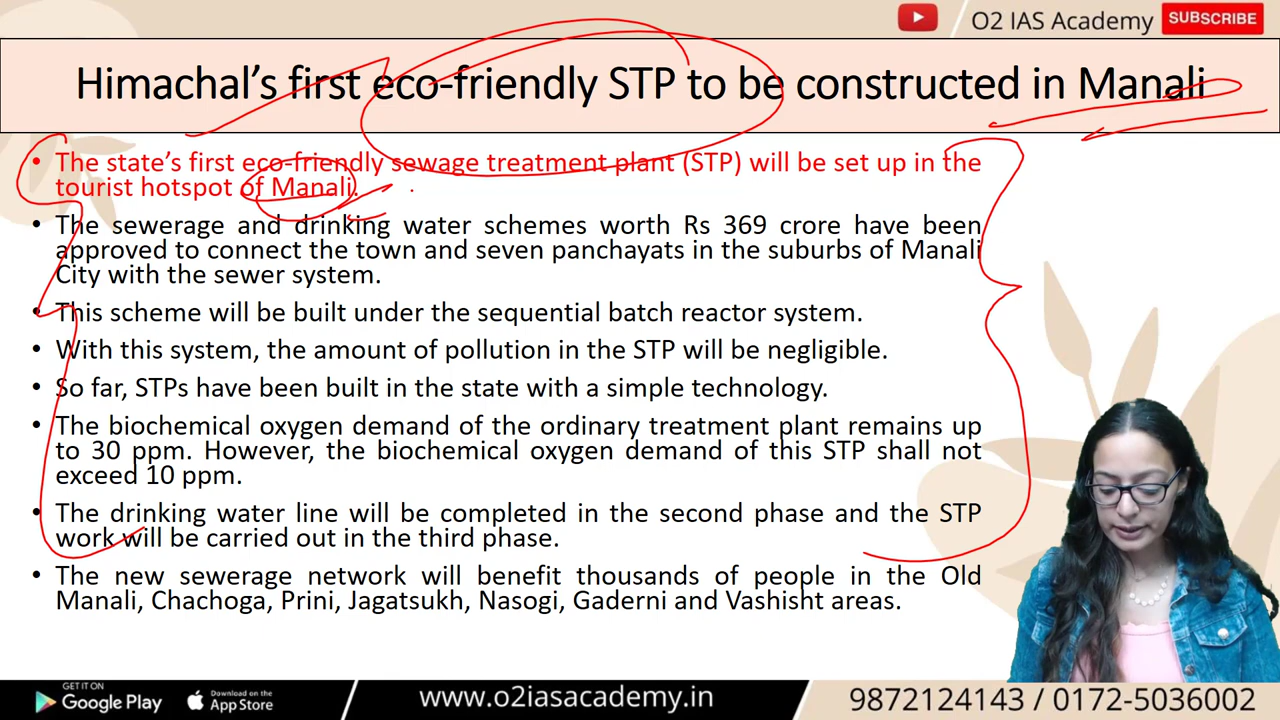 O2 IAS Academy SUBSCRIBE
Himachal’s first eco-friendly STP to be constructed in Manali
• The state’s first eco-friendly sewage treatment plant (STP) will be set up in the
tourist hotspot of Manali.
• The sewerage and drinking water schemes worth Rs 369 crore have been
approved to connect the town and seven panchayats in the suburbs of Manali
City with the sewer system.
• This scheme will be built under the sequential batch reactor system.
• With this system, the amount of pollution in the STP will be negligible.
• So far, STPs have been built in the state with a simple technology.
• The biochemical oxygen demand of the ordinary treatment plant remains up
to 30 ppm. However, the biochemical oxygen demand of this STP shall not
exceed 10 ppm.
• The drinking water line will be completed in the second phase and the STP
work will be carried out in the third phase.
• The new sewerage network will benefit thousands of people in the Old
Manali, Chachoga, Prini, Jagatsukh, Nasogi, Gaderni and Vashisht areas.
GET IT ON
Google Play
Download on the
App Store
www.o2iasacademy.in
9872124143 / 0172-5036002